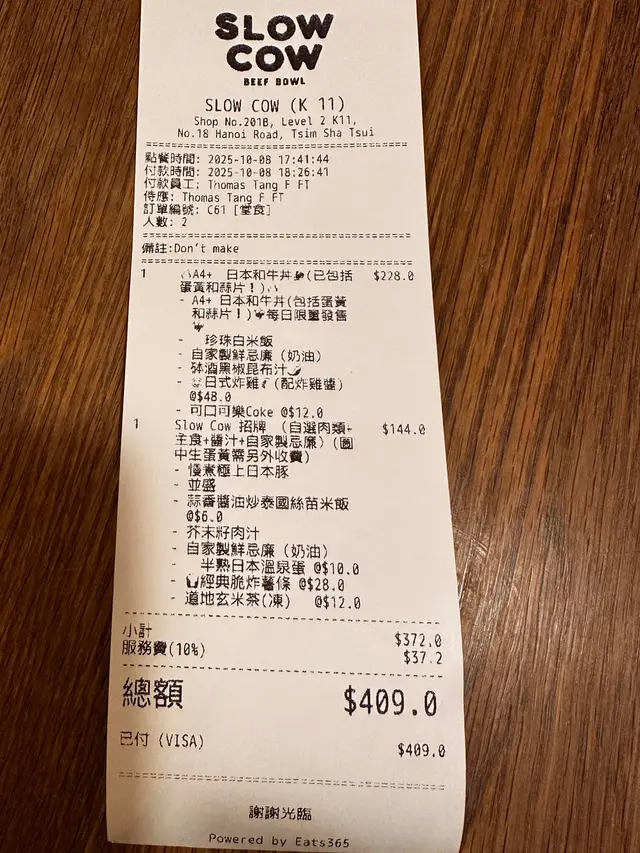 SLOW
COW
BEEF BOWL
SLOW COW (K 11)
Shop No.201B, Level 2 K11,
No.18 Hanoi Road, Tsim Sha Tsui
點餐時間: 2025-10-08 17:41:44
付款時間: 2025-10-08 18:26:41
付款員工: Thomas Tang F FT
侍應: Thomas Tang F FT
訂單編號: C61 [堂食]
人數: 2
備註:Don't make
1 A4+ 日本和牛丼(已包括 $228.0
蛋黃和蒜片!)
- A4+ 日本和牛丼(包括蛋黃
和蒜片!)每日限量發售
- 珍珠白米飯
- 自家製鮮忌廉 (奶油)
- 砵酒黑椒昆布汁
- 日式炸雞 (配炸雞醬)
@$48.0
- 可口可樂Coke @$12.0
1 Slow Cow 招牌 (自選肉類+ $144.0
主食+醬汁+自家製忌廉) (圖
中生蛋黃需另外收費)
- 慢煮極上日本豚
- 並盛
- 蒜香醬油炒泰國絲苗米飯
@$6.0
- 芥末籽肉汁
- 自家製鮮忌廉 (奶油)
- 半熟日本溫泉蛋 @$10.0
- 經典脆炸薯條 @$28.0
- 道地玄米茶(凍) @$12.0
小計 $372.0
服務費(10%) $37.2
總額 $409.0
已付 (VISA) $409.0
謝謝光臨
Powered by Eats365